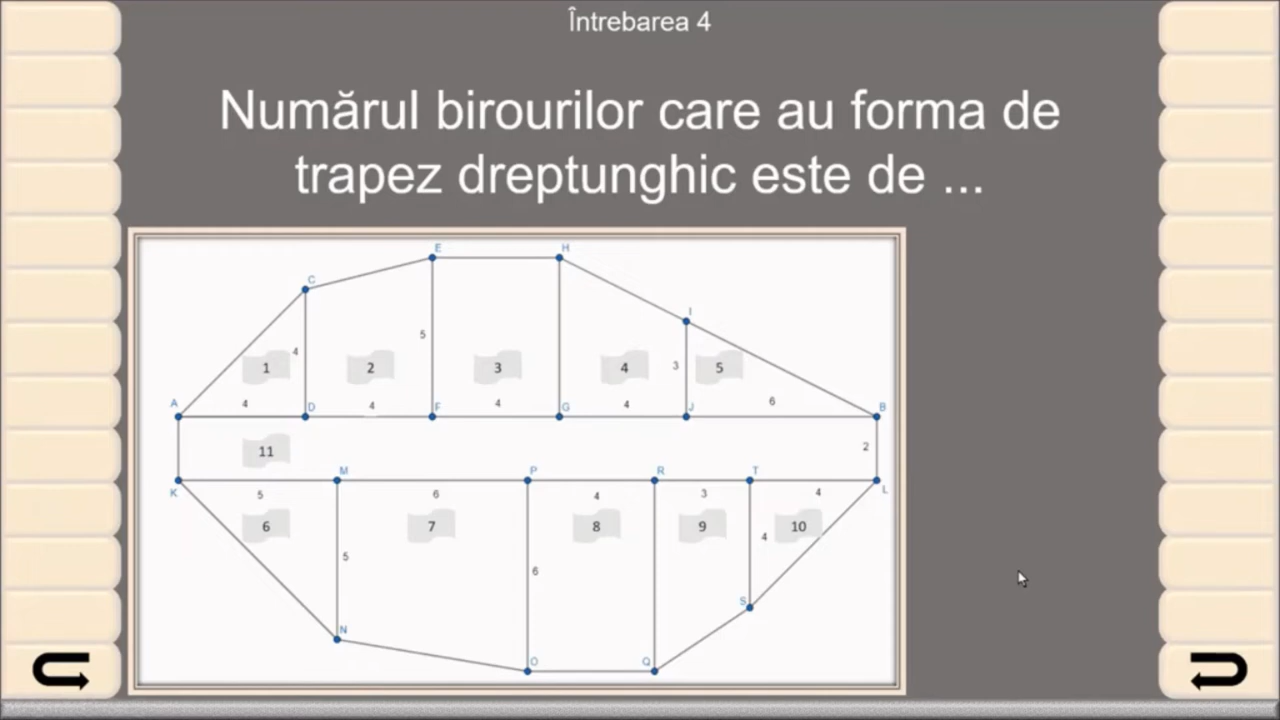 Întrebarea 4
Numărul birourilor care au forma de
trapez dreptunghic este de ...
E H
C
I
5
4
1 2 3 4 3 5
A 4 D 4 F 4 G 4 J 6 B
11 2
M P R T
K 5 6 4 3 4 L
6 7 8 9 10
4
5
6
S
N
O Q